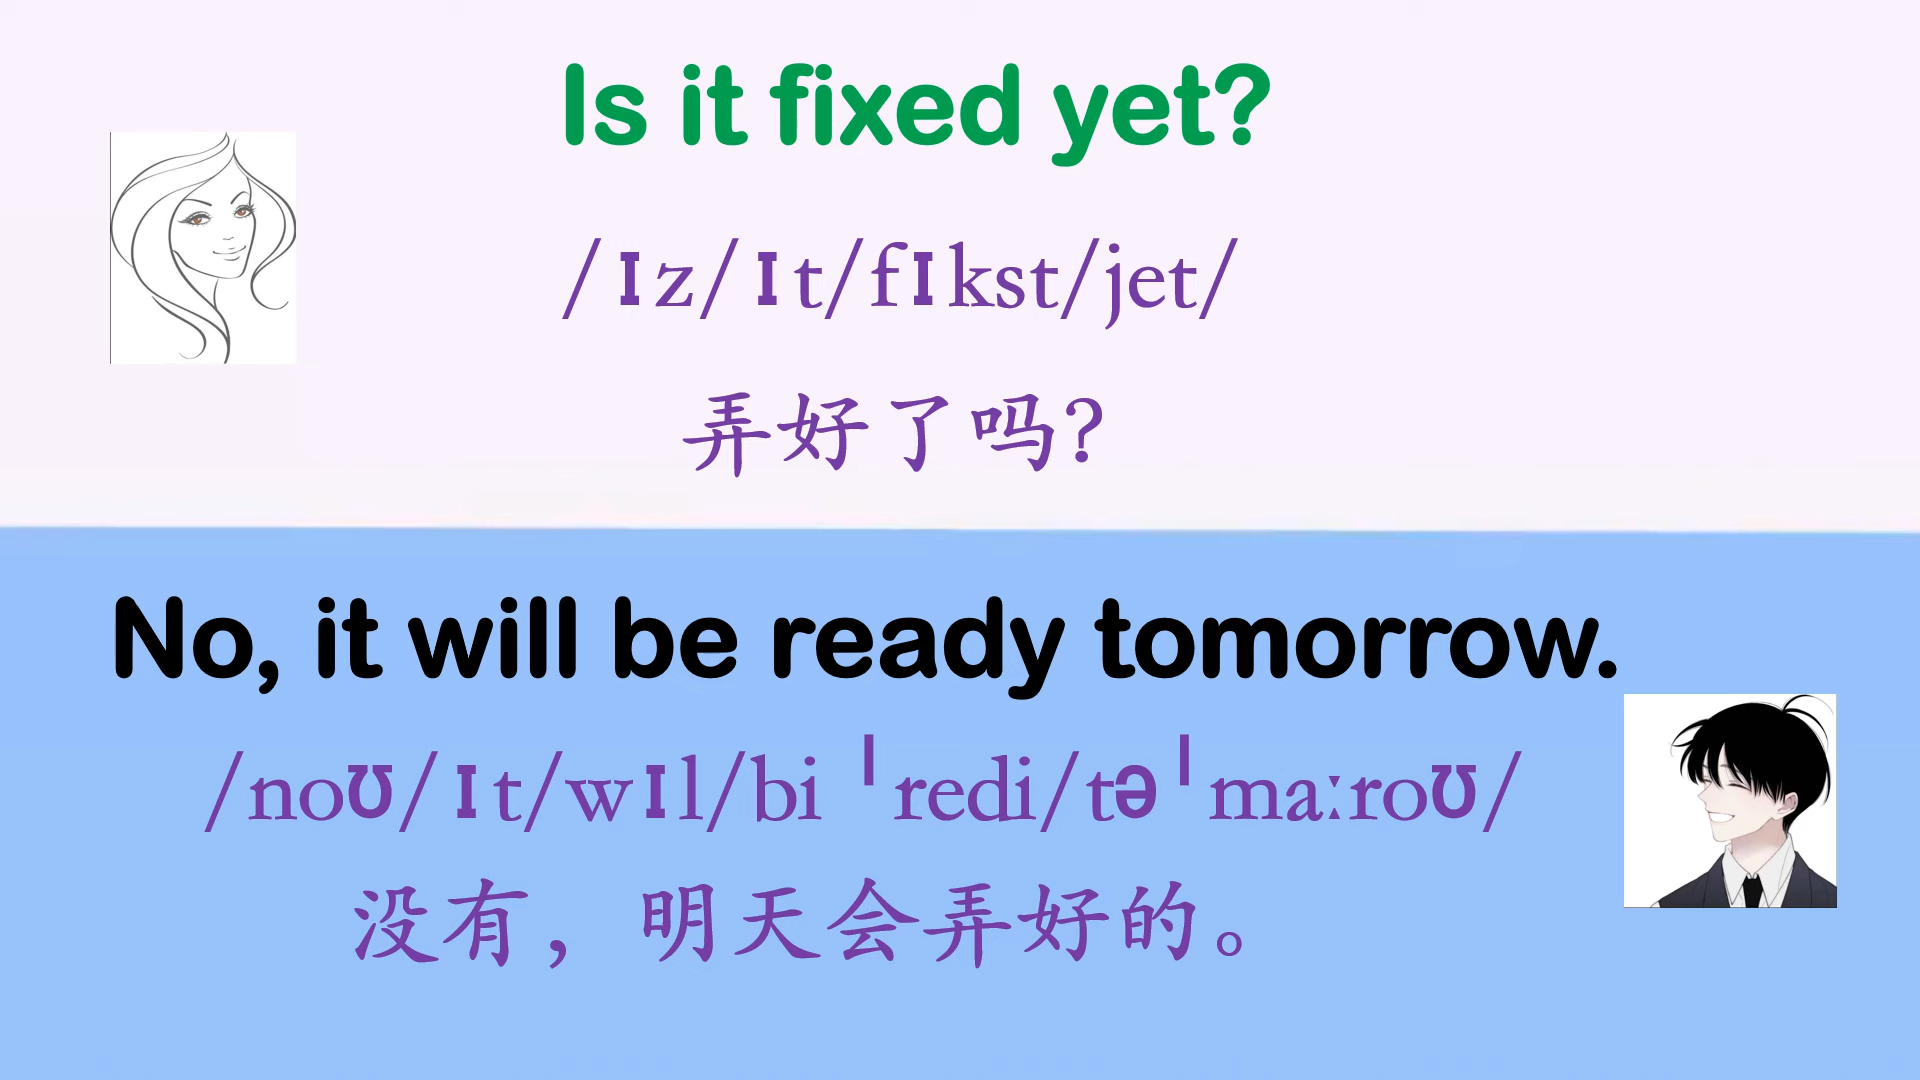 Is it fixed yet?
/ɪz/ɪt/fɪkst/jet/
弄好了吗?
No, it will be ready tomorrow.
/noʊ/ɪt/wɪl/bi ˈredi/təˈmaːroʊ/
没有，明天会弄好的。